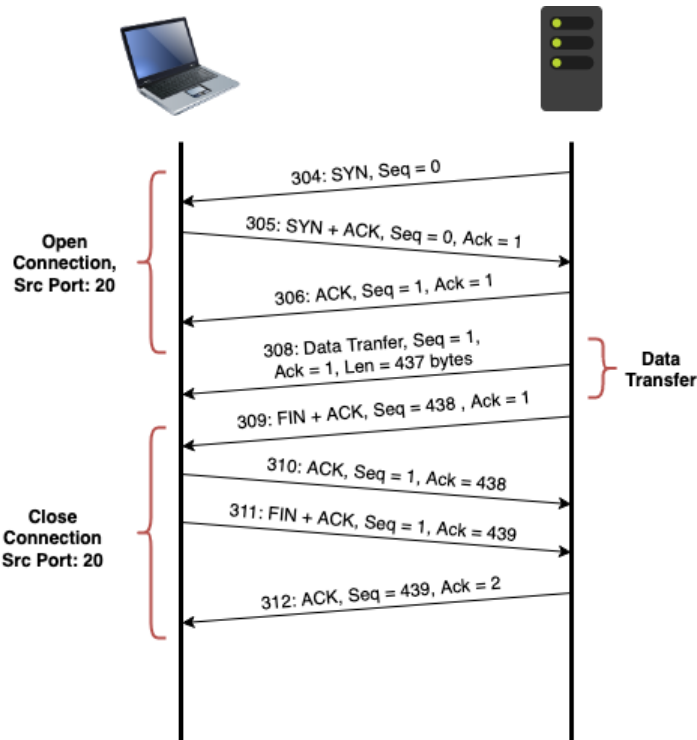 304: SYN, Seq = 0
305: SYN + ACK, Seq = 0, Ack = 1
Open
Connection,
Src Port: 20
306: ACK, Seq = 1, Ack = 1
308: Data Tranfer, Seq = 1,
Ack = 1, Len = 437 bytes
Data
Transfer
309: FIN + ACK, Seq = 438 , Ack = 1
310: ACK, Seq = 1, Ack = 438
311: FIN + ACK, Seq = 1, Ack = 439
Close
Connection
Src Port: 20
312: ACK, Seq = 439, Ack = 2